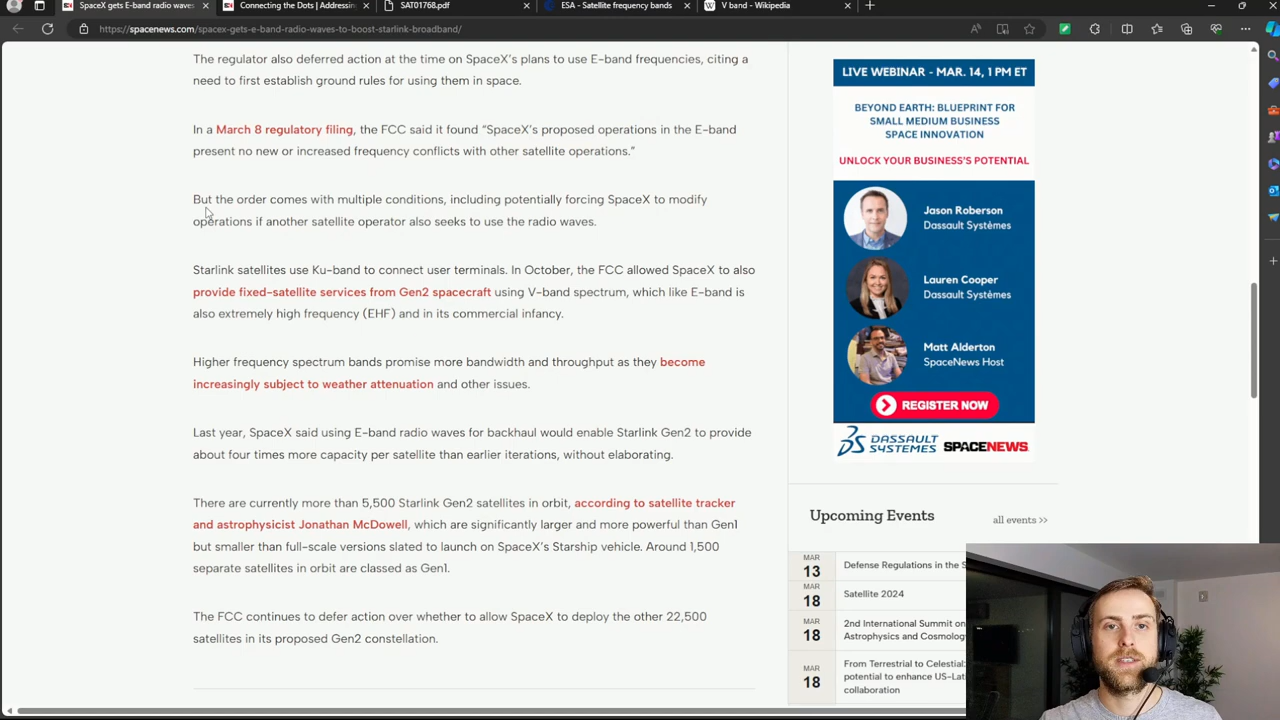 SpaceX gets E-band radio waves
Connecting the Dots | Addressin
SAT01768.pdf
ESA - Satellite frequency bands
W V band - Wikipedia
https://spacenews.com/spacex-gets-e-band-radio-waves-to-boost-starlink-broadband/
The regulator also deferred action at the time on SpaceX's plans to use E-band frequencies, citing a
need to first establish ground rules for using them in space.
In a March 8 regulatory filing, the FCC said it found “SpaceX's proposed operations in the E-band
present no new or increased frequency conflicts with other satellite operations.”
But the order comes with multiple conditions, including potentially forcing SpaceX to modify
operations if another satellite operator also seeks to use the radio waves.
Starlink satellites use Ku-band to connect user terminals. In October, the FCC allowed SpaceX to also
provide fixed-satellite services from Gen2 spacecraft using V-band spectrum, which like E-band is
also extremely high frequency (EHF) and in its commercial infancy.
Higher frequency spectrum bands promise more bandwidth and throughput as they become
increasingly subject to weather attenuation and other issues.
Last year, SpaceX said using E-band radio waves for backhaul would enable Starlink Gen2 to provide
about four times more capacity per satellite than earlier iterations, without elaborating.
There are currently more than 5,500 Starlink Gen2 satellites in orbit, according to satellite tracker
and astrophysicist Jonathan McDowell, which are significantly larger and more powerful than Gen1
but smaller than full-scale versions slated to launch on SpaceX's Starship vehicle. Around 1,500
separate satellites in orbit are classed as Gen1.
The FCC continues to defer action over whether to allow SpaceX to deploy the other 22,500
satellites in its proposed Gen2 constellation.
LIVE WEBINAR - MAR. 14, 1 PM ET
BEYOND EARTH: BLUEPRINT FOR
SMALL MEDIUM BUSINESS
SPACE INNOVATION
UNLOCK YOUR BUSINESS'S POTENTIAL
Jason Roberson
Dassault Systèmes
Lauren Cooper
Dassault Systèmes
Matt Alderton
SpaceNews Host
REGISTER NOW
DASSAULT
SYSTEMES
SPACENEWS
Upcoming Events
all events >>
MAR
13
Defense Regulations in the S
MAR
18
Satellite 2024
MAR
18
2nd International Summit on
Astrophysics and Cosmolog
MAR
18
From Terrestrial to Celestial:
potential to enhance US-Lat
collaboration